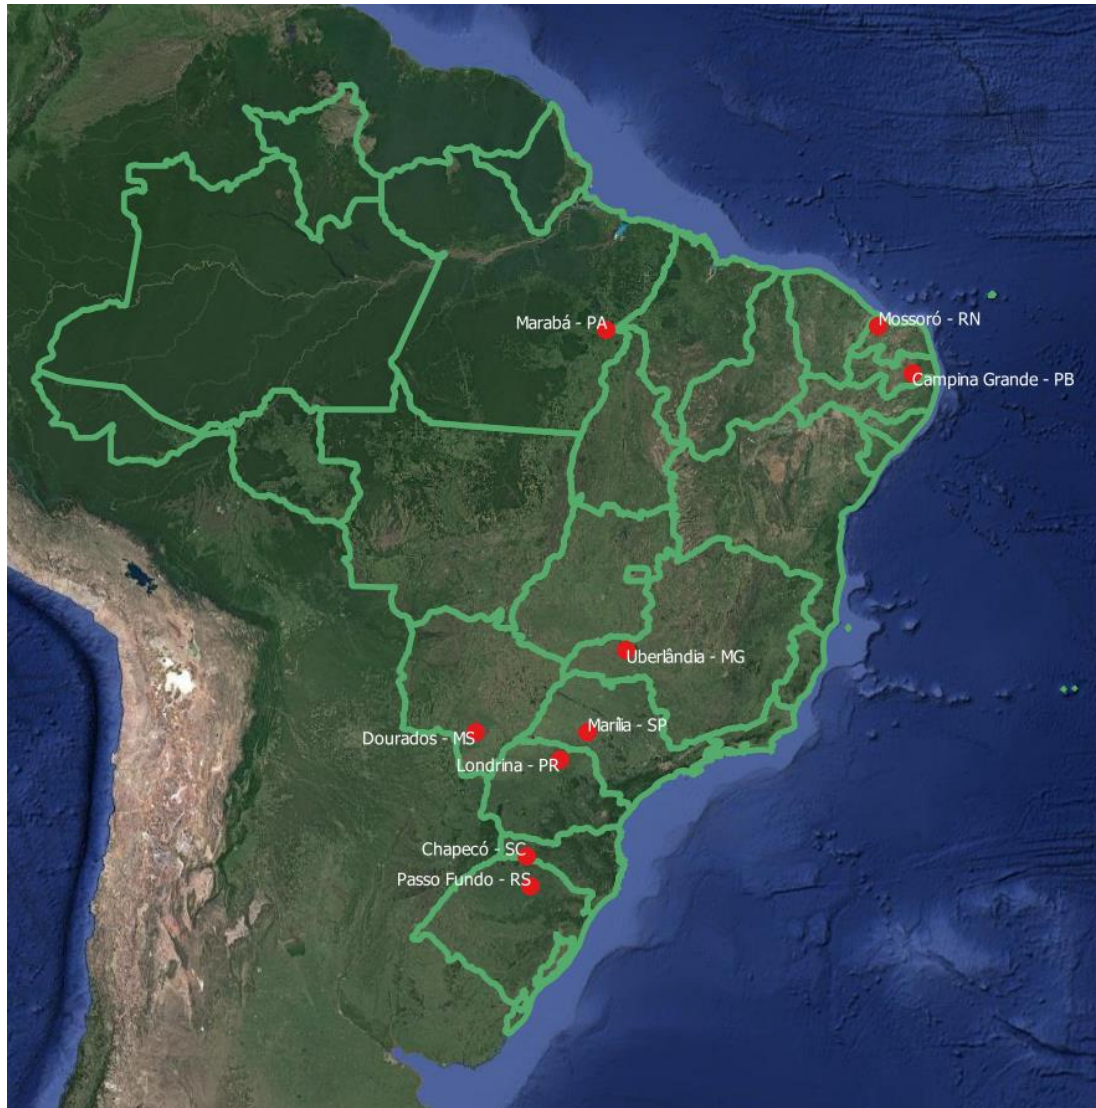 Marabá - PA
Mossoró - RN
Campina Grande - PB
Uberlândia - MG
Marília - SP
Dourados - MS
Londrina - PR
Chapecó - SC
Passo Fundo - RS